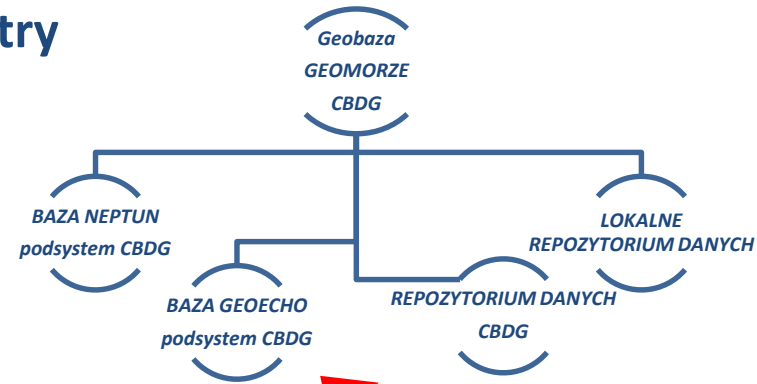 try
Geobaza
GEOMORZE
CBDG
BAZA NEPTUN
podsystem CBDG
LOKALNE
REPOZYTORIUM DANYCH
BAZA GEOECHO
podsystem CBDG
REPOZYTORIUM DANYCH
CBDG